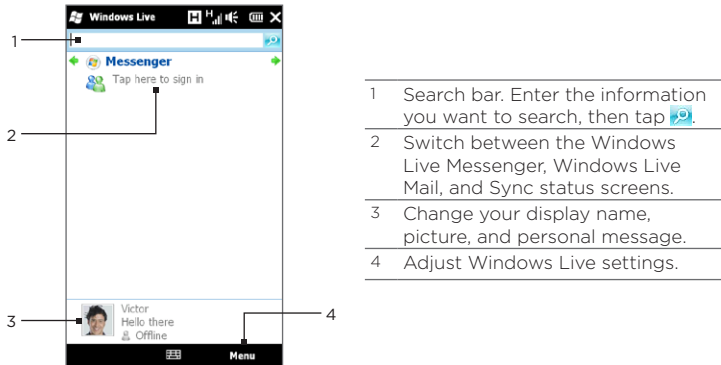 Windows Live H H
1
Messenger
Tap here to sign in
2
3
Victor
Hello there
Offline
4
Menu
1 Search bar. Enter the information
you want to search, then tap .
2 Switch between the Windows
Live Messenger, Windows Live
Mail, and Sync status screens.
3 Change your display name,
picture, and personal message.
4 Adjust Windows Live settings.